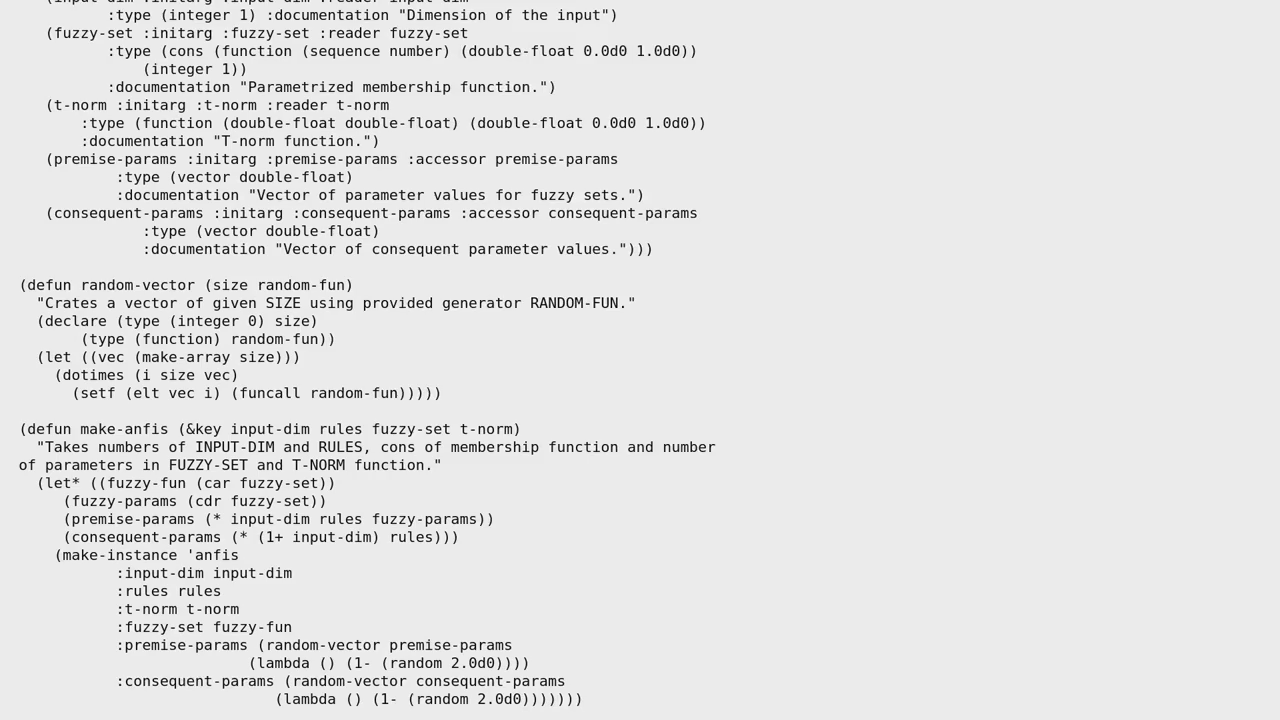 :type (integer 1) :documentation "Dimension of the input")
(fuzzy-set :initarg :fuzzy-set :reader fuzzy-set
:type (cons (function (sequence number) (double-float 0.0d0 1.0d0))
(integer 1))
:documentation "Parametrized membership function.")
(t-norm :initarg :t-norm :reader t-norm
:type (function (double-float double-float) (double-float 0.0d0 1.0d0))
:documentation "T-norm function.")
(premise-params :initarg :premise-params :accessor premise-params
:type (vector double-float)
:documentation "Vector of parameter values for fuzzy sets.")
(consequent-params :initarg :consequent-params :accessor consequent-params
:type (vector double-float)
:documentation "Vector of consequent parameter values.")))
(defun random-vector (size random-fun)
"Crates a vector of given SIZE using provided generator RANDOM-FUN."
(declare (type (integer 0) size)
(type (function) random-fun))
(let ((vec (make-array size)))
(dotimes (i size vec)
(setf (elt vec i) (funcall random-fun)))))
(defun make-anfis (&key input-dim rules fuzzy-set t-norm)
"Takes numbers of INPUT-DIM and RULES, cons of membership function and number
of parameters in FUZZY-SET and T-NORM function."
(let* ((fuzzy-fun (car fuzzy-set))
(fuzzy-params (cdr fuzzy-set))
(premise-params (* input-dim rules fuzzy-params))
(consequent-params (* (1+ input-dim) rules)))
(make-instance 'anfis
:input-dim input-dim
:rules rules
:t-norm t-norm
:fuzzy-set fuzzy-fun
:premise-params (random-vector premise-params
(lambda () (1- (random 2.0d0))))
:consequent-params (random-vector consequent-params
(lambda () (1- (random 2.0d0)))))))